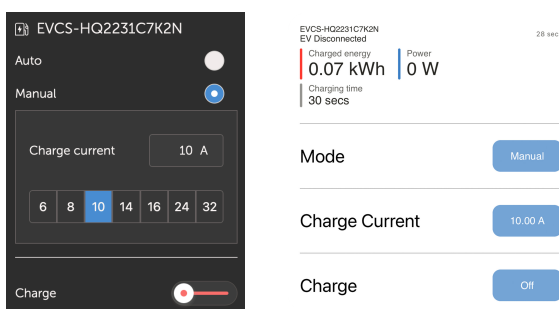 EVCS-HQ2231C7K2N
Auto
Manual
Charge current
10 A
6 8 10 14 16 24 32
Charge
EVCS-HQ2231C7K2N
EV Disconnected
28 sec
Charged energy
0.07 kWh
Power
0 W
Charging time
30 secs
Mode
Manual
Charge Current
10.00 A
Charge
Off